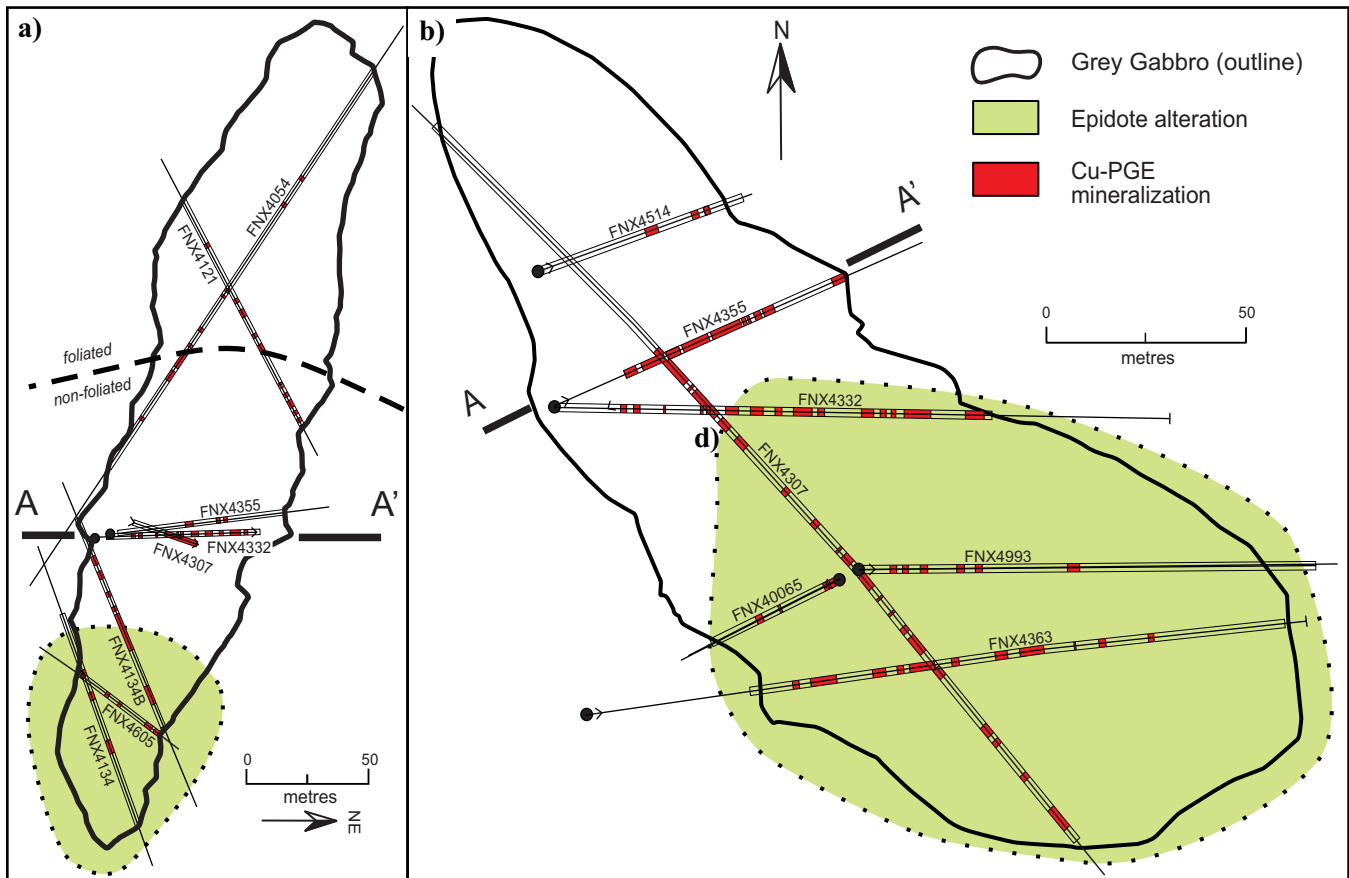 a)
FNX4054
FNX4121
foliated
non-foliated
A
A’
FNX4355
FNX4332
FNX4307
FNX4134B
FNX4605
FNX4134
0
50
metres
NE
b)
N
Grey Gabbro (outline)
Epidote alteration
Cu-PGE
mineralization
FNX4514
A’
FNX4355
0
50
metres
A
FNX4332
d)
FNX4307
FNX4993
FNX40065
FNX4363